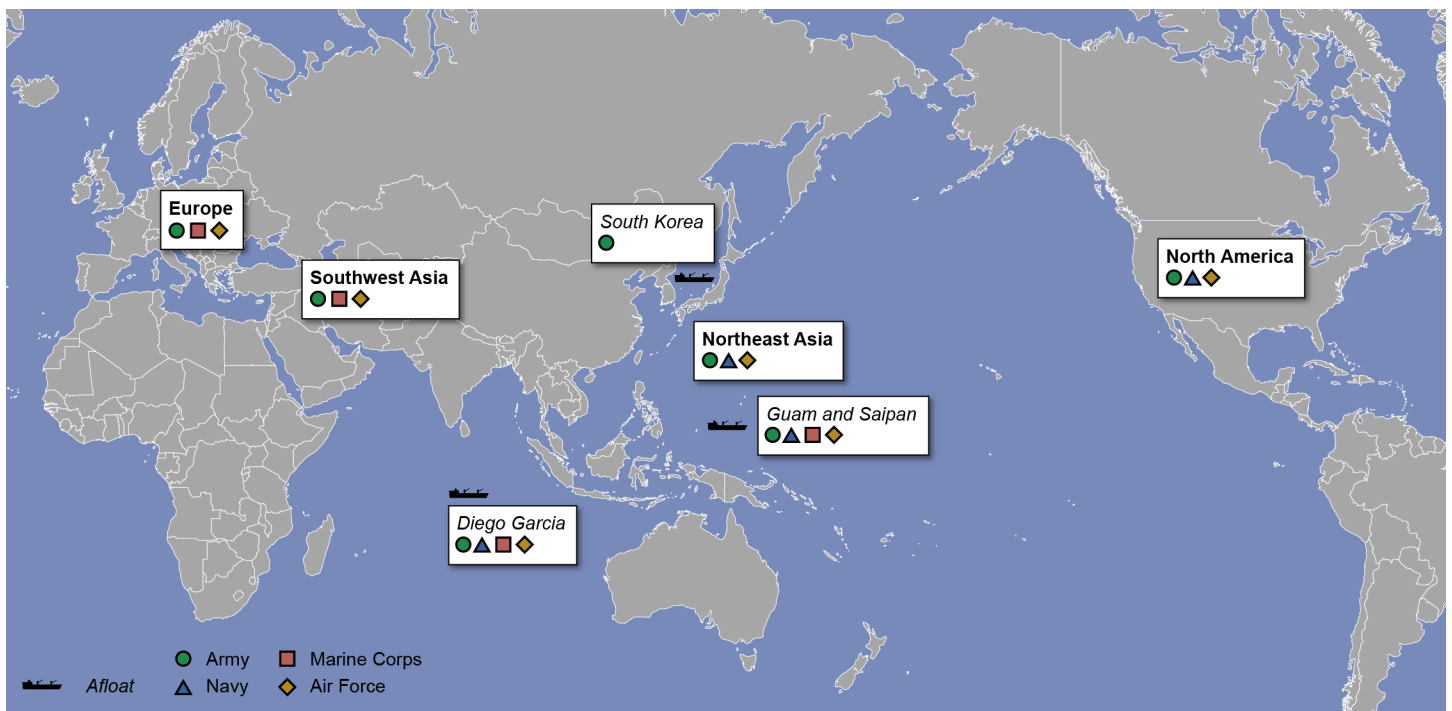 Europe
South Korea
Southwest Asia
North America
Northeast Asia
Guam and Saipan
Diego Garcia
Army
Marine Corps
Afloat
Navy
Air Force